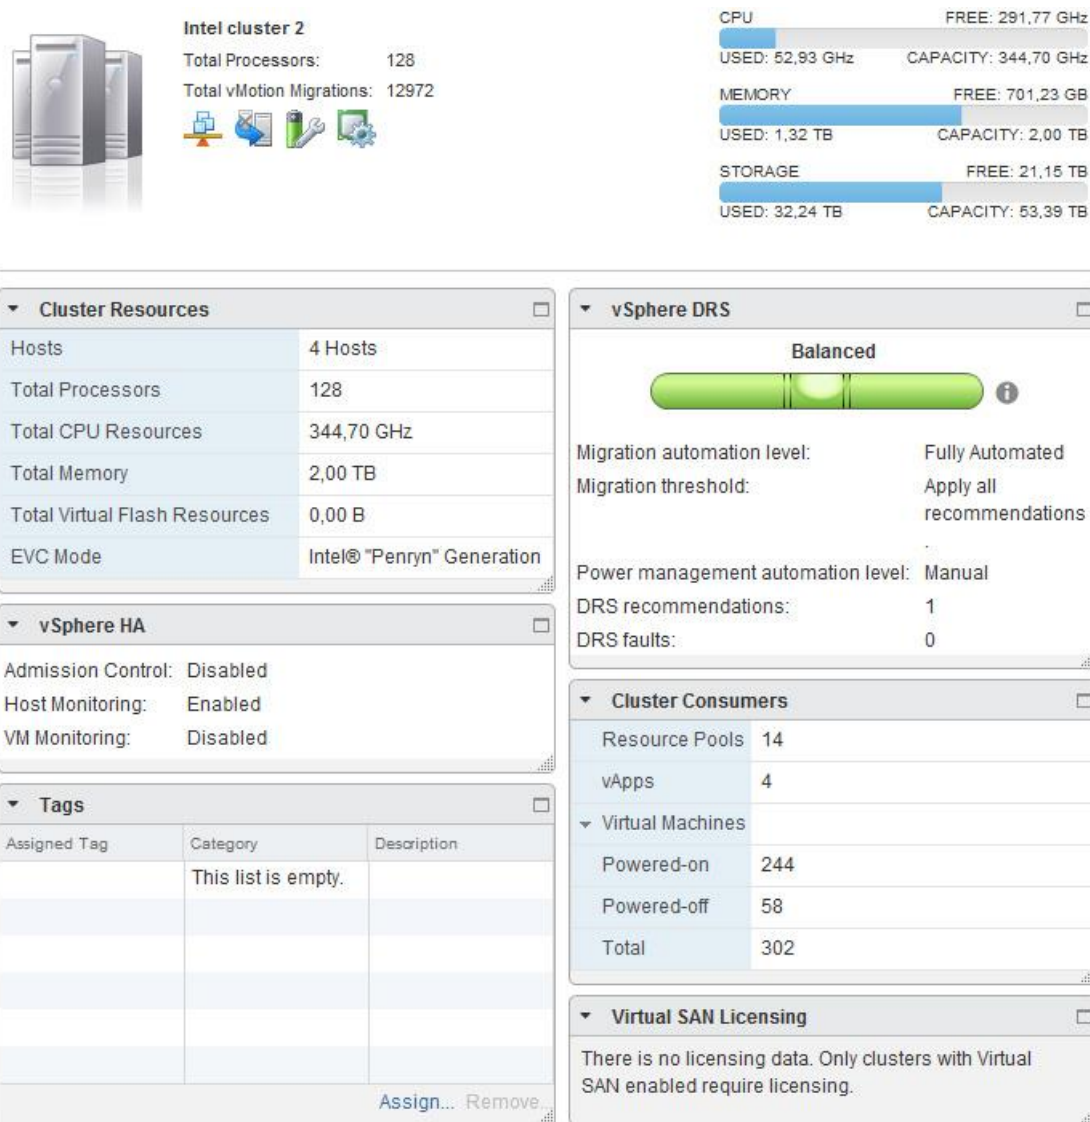 Intel cluster 2
Total Processors: 128
Total vMotion Migrations: 12972
CPU FREE: 291,77 GHz
USED: 52,93 GHz CAPACITY: 344,70 GHz
MEMORY FREE: 701,23 GB
USED: 1,32 TB CAPACITY: 2,00 TB
STORAGE FREE: 21,15 TB
USED: 32,24 TB CAPACITY: 53,39 TB
Cluster Resources
Hosts 4 Hosts
Total Processors 128
Total CPU Resources 344,70 GHz
Total Memory 2,00 TB
Total Virtual Flash Resources 0,00 B
EVC Mode Intel® "Penryn" Generation
vSphere HA
Admission Control: Disabled
Host Monitoring: Enabled
VM Monitoring: Disabled
Tags
Assigned Tag Category Description
This list is empty.
Assign... Remove...
vSphere DRS
Balanced
Migration automation level: Fully Automated
Migration threshold: Apply all
recommendations
.
Power management automation level: Manual
DRS recommendations: 1
DRS faults: 0
Cluster Consumers
Resource Pools 14
vApps 4
Virtual Machines
Powered-on 244
Powered-off 58
Total 302
Virtual SAN Licensing
There is no licensing data. Only clusters with Virtual
SAN enabled require licensing.